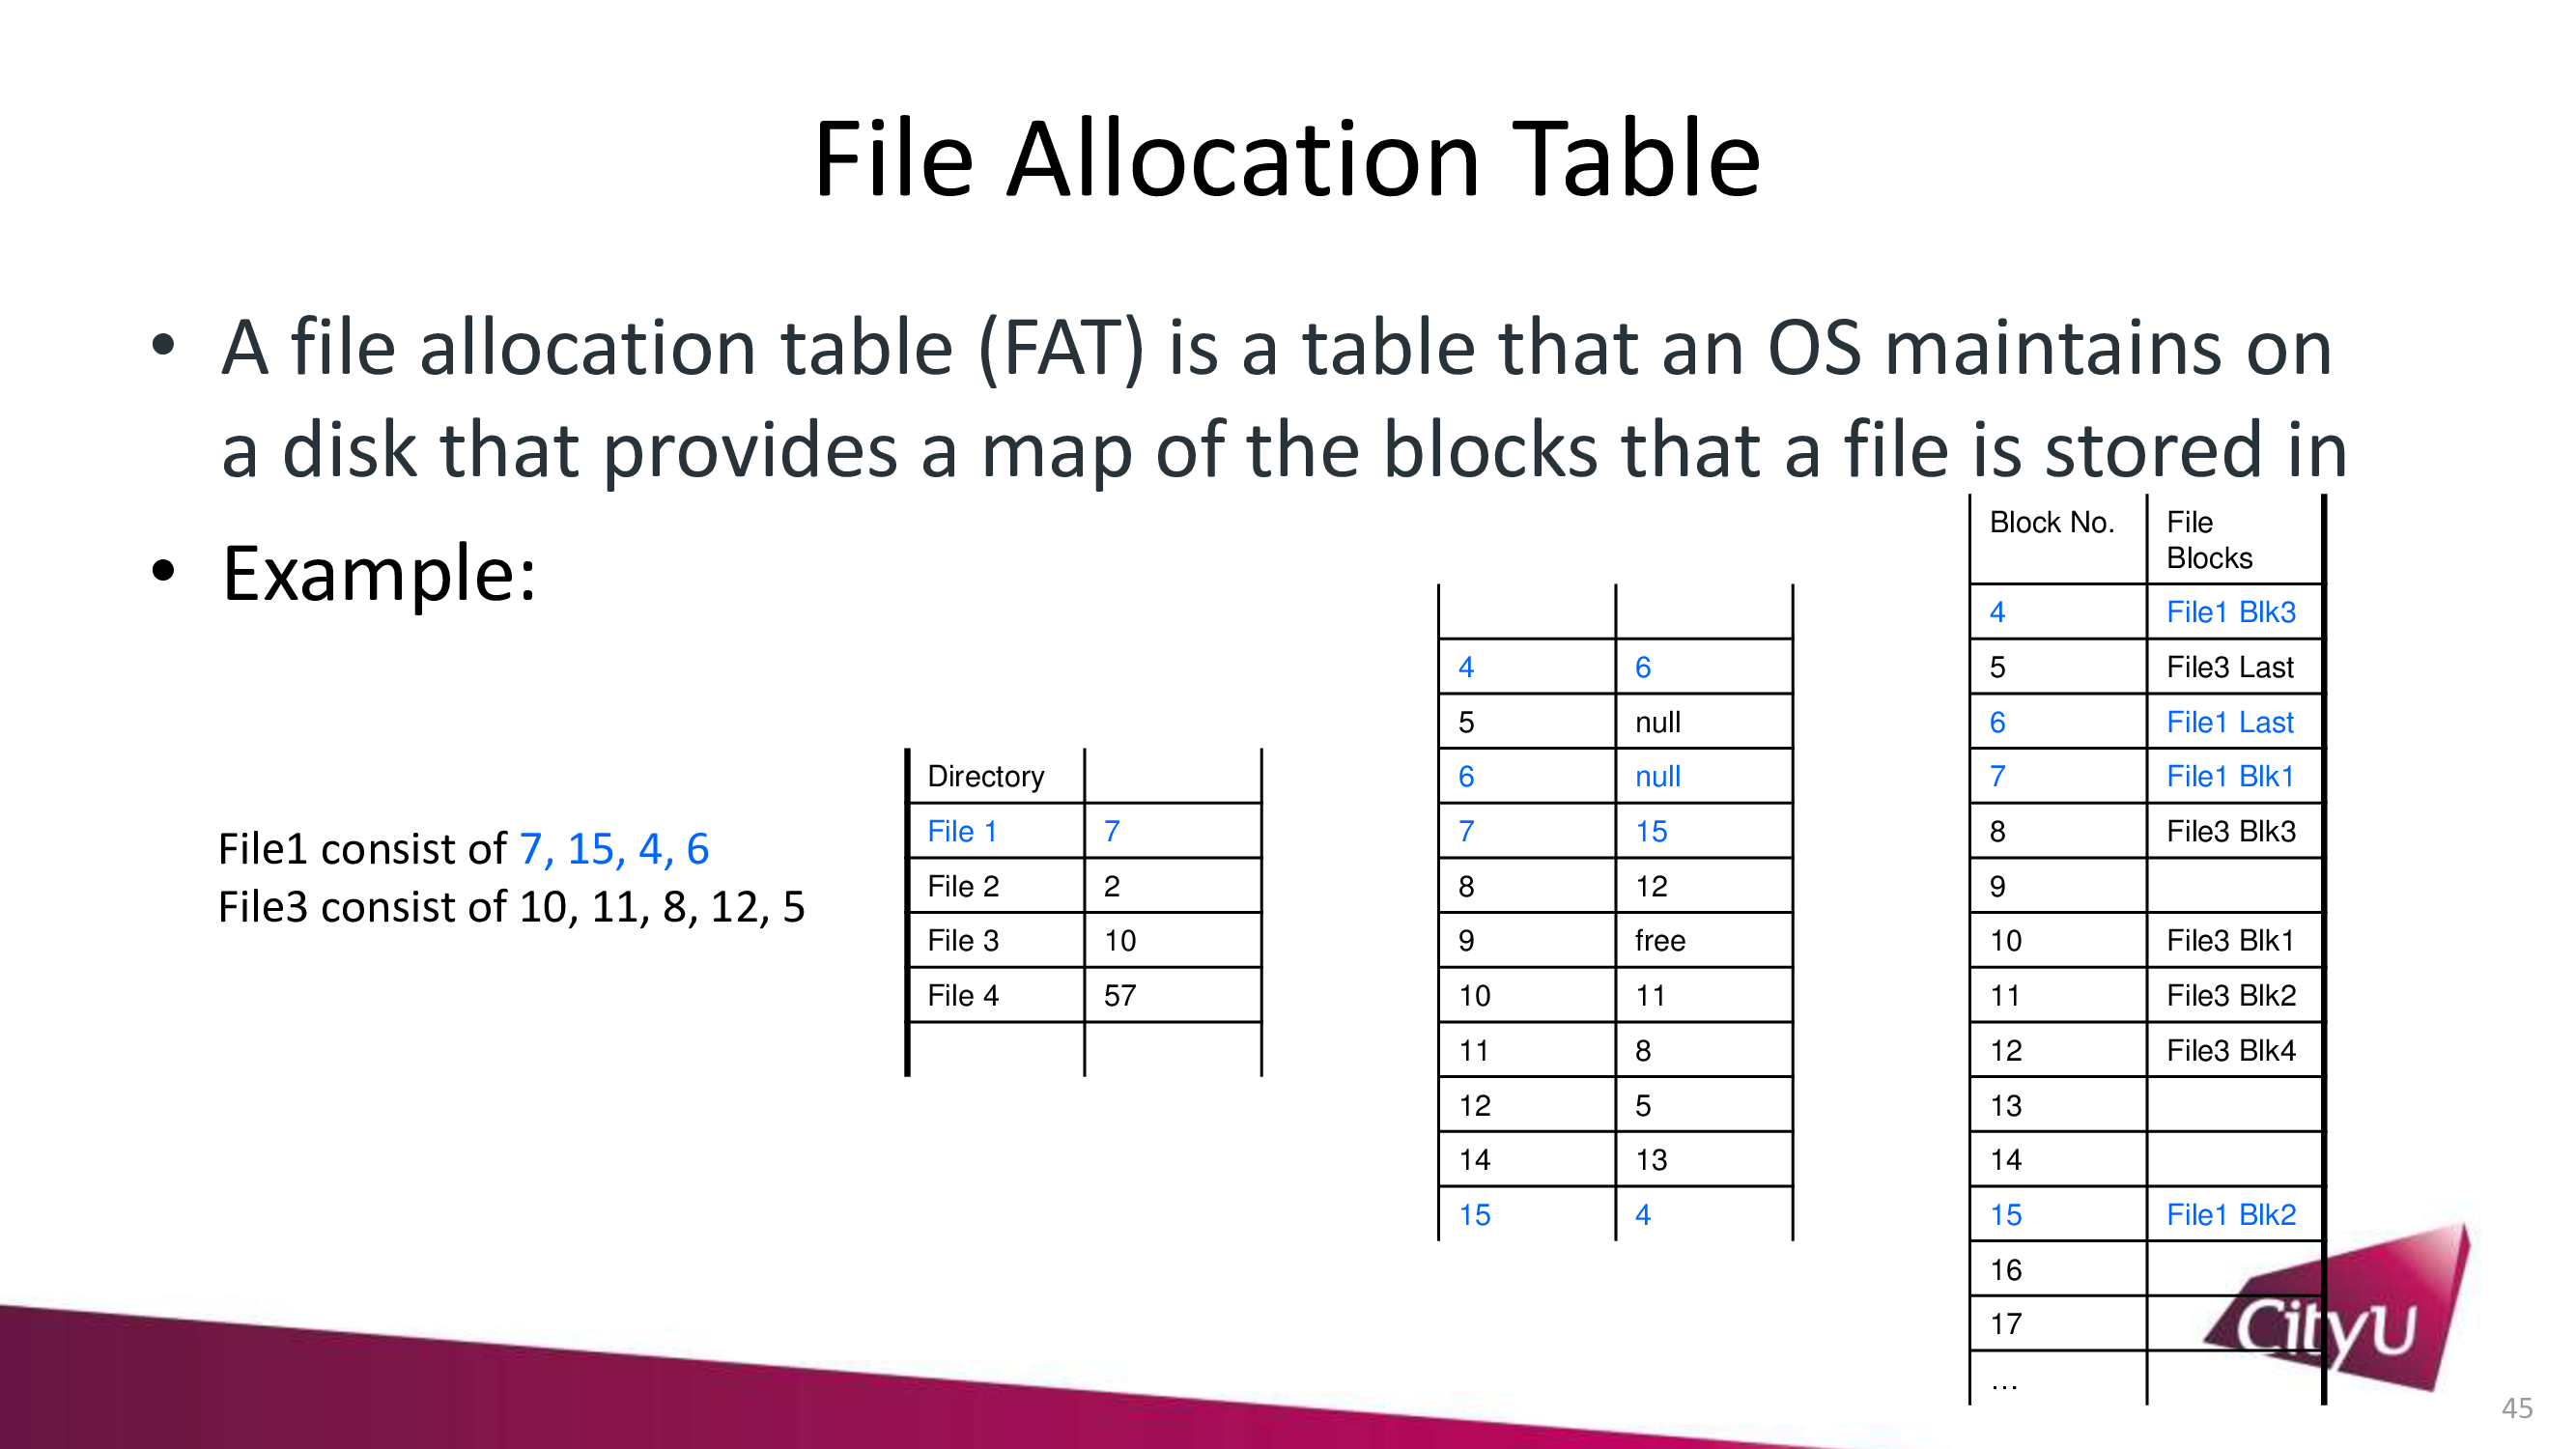 File Allocation Table
• A file allocation table (FAT) is a table that an OS maintains on
a disk that provides a map of the blocks that a file is stored in
• Example:
File1 consist of 7, 15, 4, 6
File3 consist of 10, 11, 8, 12, 5
Directory
File 1 7
File 2 2
File 3 10
File 4 57
4 6
5 null
6 null
7 15
8 12
9 free
10 11
11 8
12 5
14 13
15 4
Block No. File
Blocks
4 File1 Blk3
5 File3 Last
6 File1 Last
7 File1 Blk1
8 File3 Blk3
9
10 File3 Blk1
11 File3 Blk2
12 File3 Blk4
13
14
15 File1 Blk2
16
17
...
CityU
45